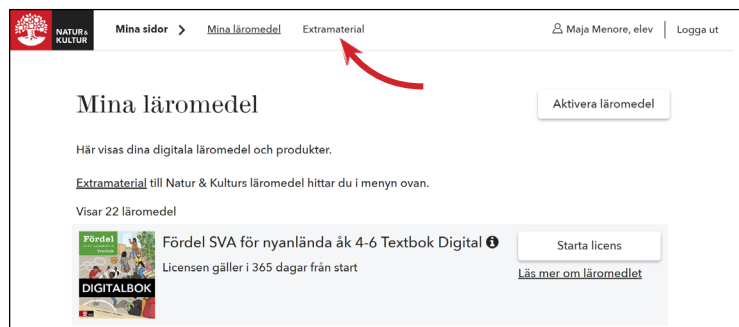 NATUR&
KULTUR
Mina sidor > Mina läromedel Extramaterial Maja Menore, elev Logga ut
Mina läromedel
Aktivera läromedel
Här visas dina digitala läromedel och produkter.
Extramaterial till Natur & Kulturs läromedel hittar du i menyn ovan.
Visar 22 läromedel
Fördel
Textbok
DIGITALBOK
Fördel SVA för nyanlända åk 4-6 Textbok Digital
Licensen gäller i 365 dagar från start
Starta licens
Läs mer om läromedlet